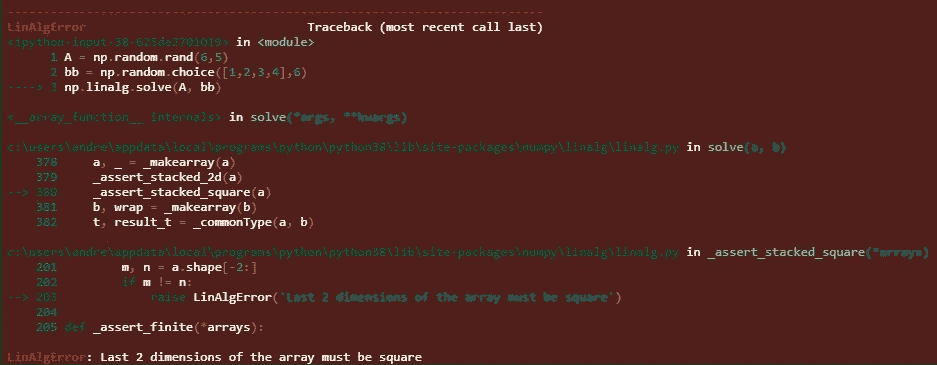 ---------------------------------------------------------------------------
LinAlgError                               Traceback (most recent call last)
<ipython-input-30-625de2701019> in <module>
      1 A = np.random.rand(6,5)
      2 bb = np.random.choice([1,2,3,4],6)
----> 3 np.linalg.solve(A, bb)

<__array_function__ internals> in solve(*args, **kwargs)

c:\users\andre\appdata\local\programs\python\python38\lib\site-packages\numpy\linalg\linalg.py in solve(a, b)
    378     a, _ = _makearray(a)
    379     _assert_stacked_2d(a)
--> 380     _assert_stacked_square(a)
    381     b, wrap = _makearray(b)
    382     t, result_t = _commonType(a, b)

c:\users\andre\appdata\local\programs\python\python38\lib\site-packages\numpy\linalg\linalg.py in _assert_stacked_square(*arrays)
    201         m, n = a.shape[-2:]
    202         if m != n:
--> 203             raise LinAlgError('Last 2 dimensions of the array must be square')
    204
    205 def _assert_finite(*arrays):

LinAlgError: Last 2 dimensions of the array must be square